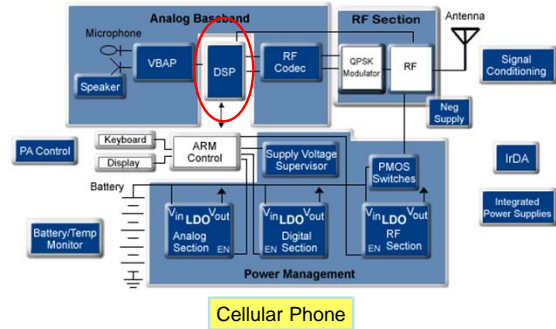 Analog Baseband
RF Section
Antenna
Microphone
VBAP
DSP
RF
Codec
QPSK
Modulator
RF
Signal
Conditioning
Speaker
Neg
Supply
PA Control
Keyboard
Display
ARM
Control
Supply Voltage
Supervisor
PMOS
Switches
IrDA
Battery
Integrated
Power Supplies
Battery/Temp
Monitor
Vin LDO Vout
Analog
Section
EN
Vin LDO Vout
Digital
EN Section
Vin LDO Vout
RF
EN Section
Power Management
Cellular Phone